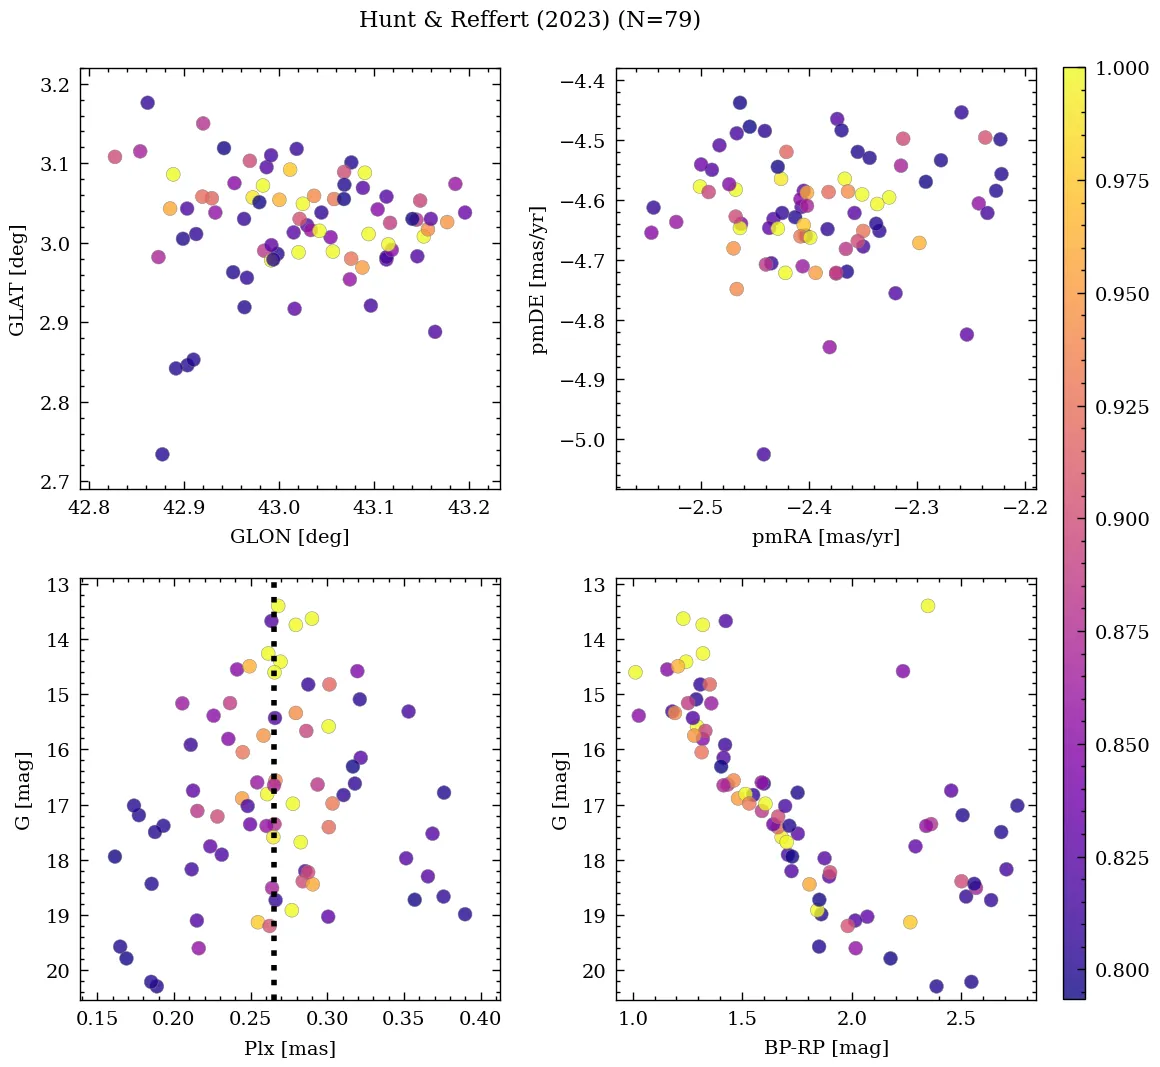 Hunt & Reffert (2023) (N=79)
3.2
3.1
3.0
2.9
2.8
2.7
GLAT [deg]
42.8 42.9 43.0 43.1 43.2
GLON [deg]
−4.4
−4.5
−4.6
−4.7
−4.8
−4.9
−5.0
pmDE [mas/yr]
−2.5 −2.4 −2.3 −2.2
pmRA [mas/yr]
1.000
0.975
0.950
0.925
0.900
0.875
0.850
0.825
0.800
13
14
15
16
17
18
19
20
G [mag]
0.15 0.20 0.25 0.30 0.35 0.40
Plx [mas]
13
14
15
16
17
18
19
20
G [mag]
1.0 1.5 2.0 2.5
BP-RP [mag]